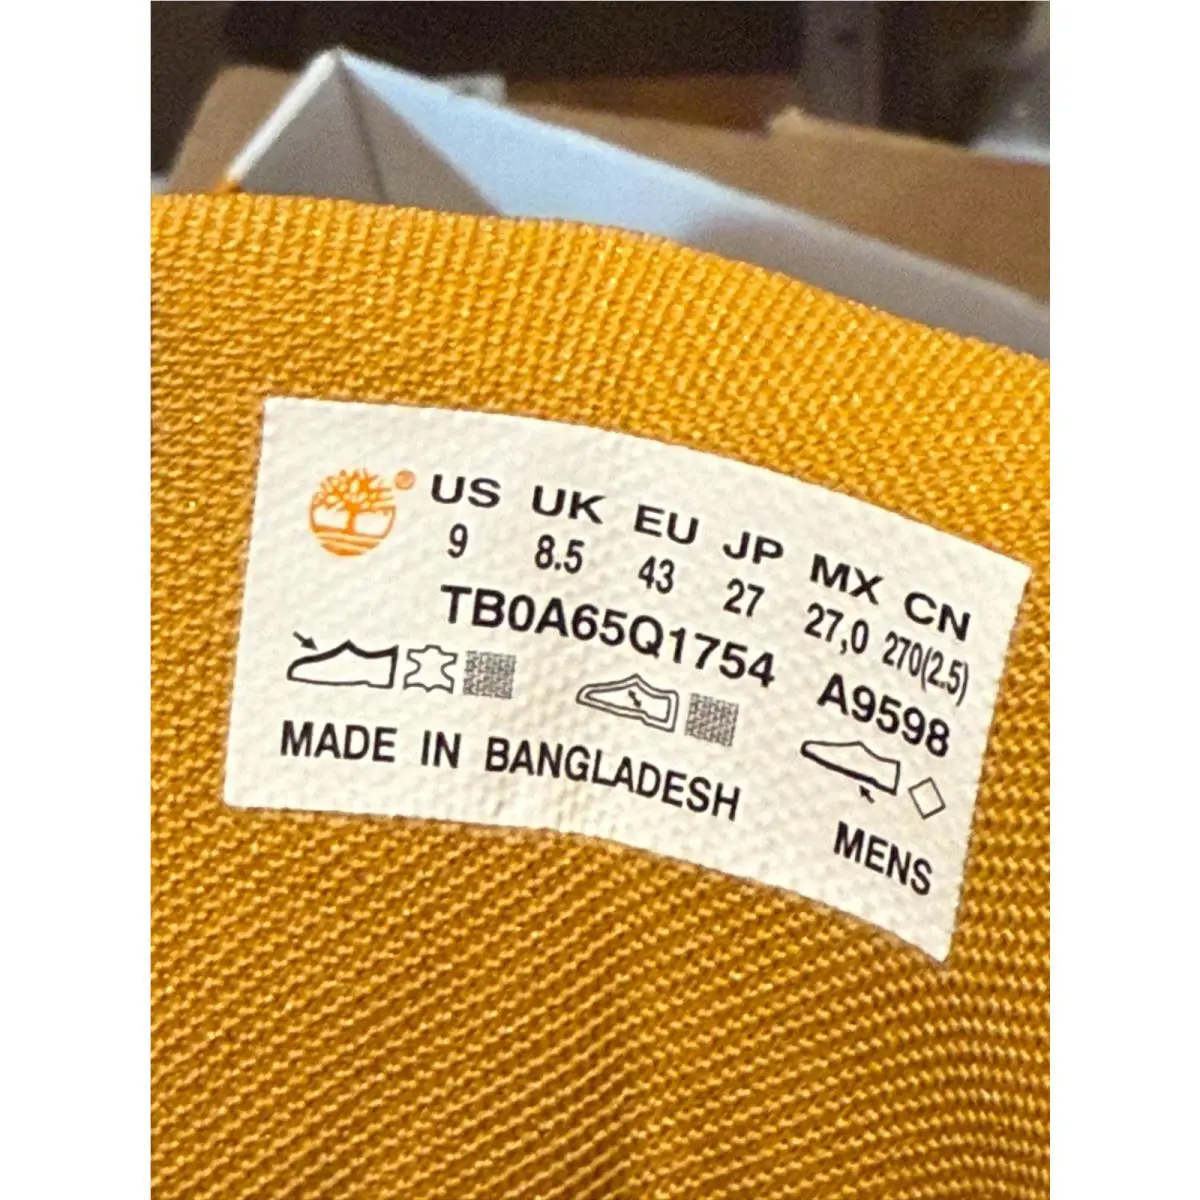 ® US UK EU JP MX CN
9 8.5 43 27 27,0 270(2.5)
TB0A65Q1754 A9598
MADE IN BANGLADESH MENS